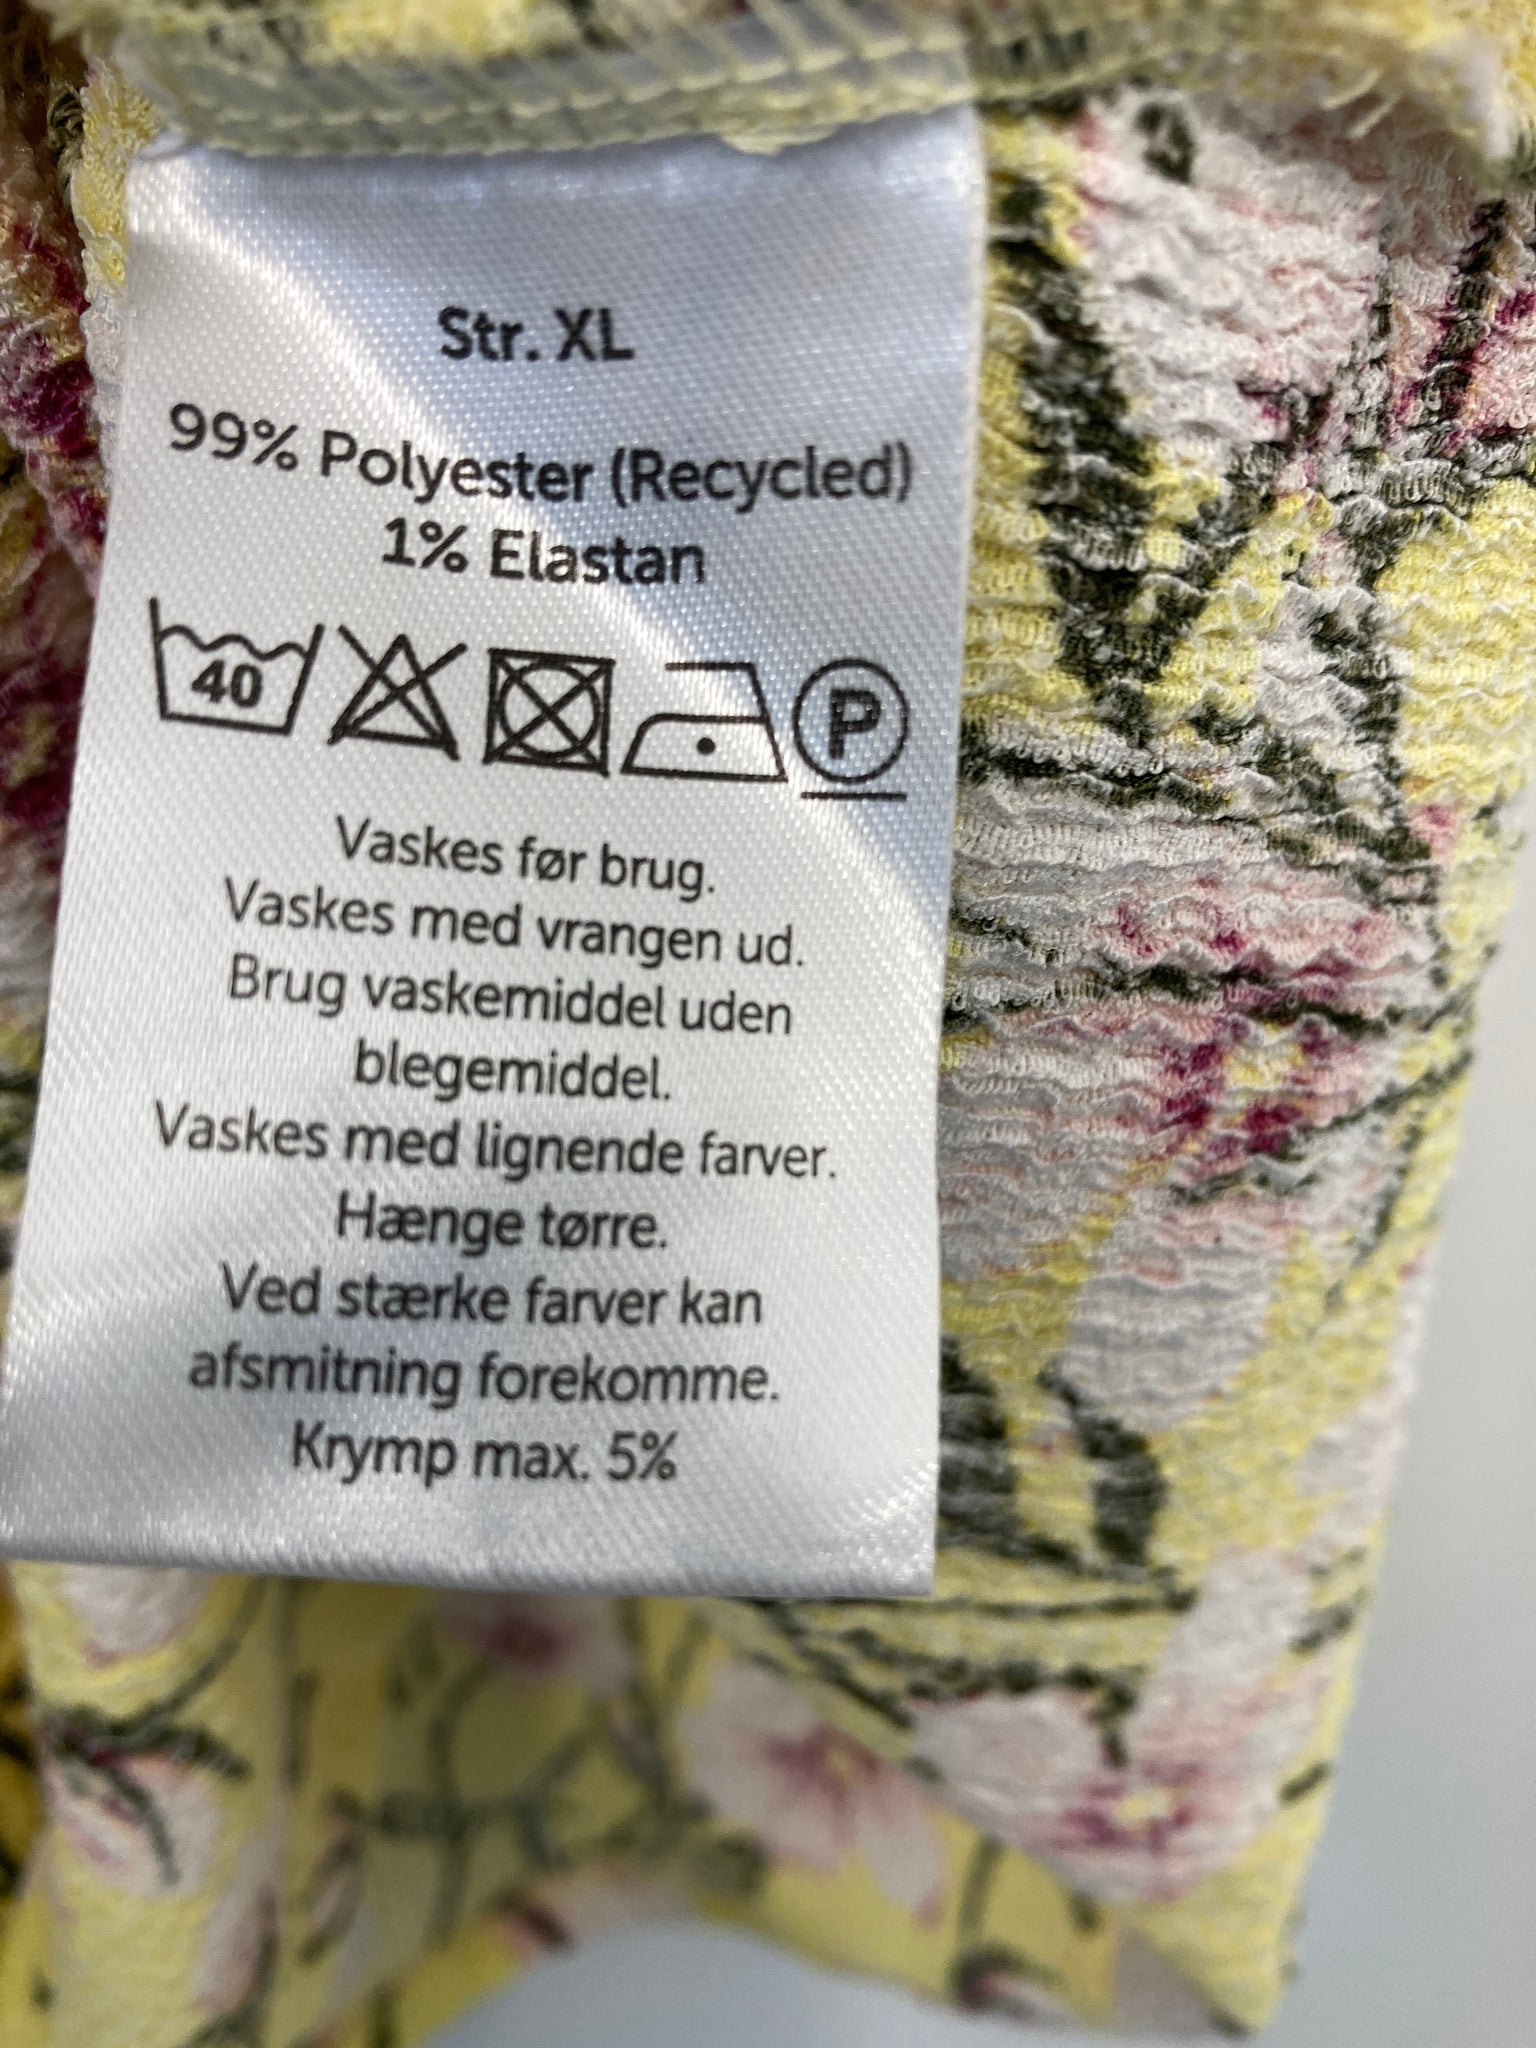 Str. XL
99% Polyester (Recycled)
1% Elastan
40
P
Vaskes før brug.
Vaskes med vrangen ud.
Brug vaskemiddel uden
blegemiddel.
Vaskes med lignende farver.
Hænge tørre.
Ved stærke farver kan
afsmitning forekomme.
Krymp max. 5%